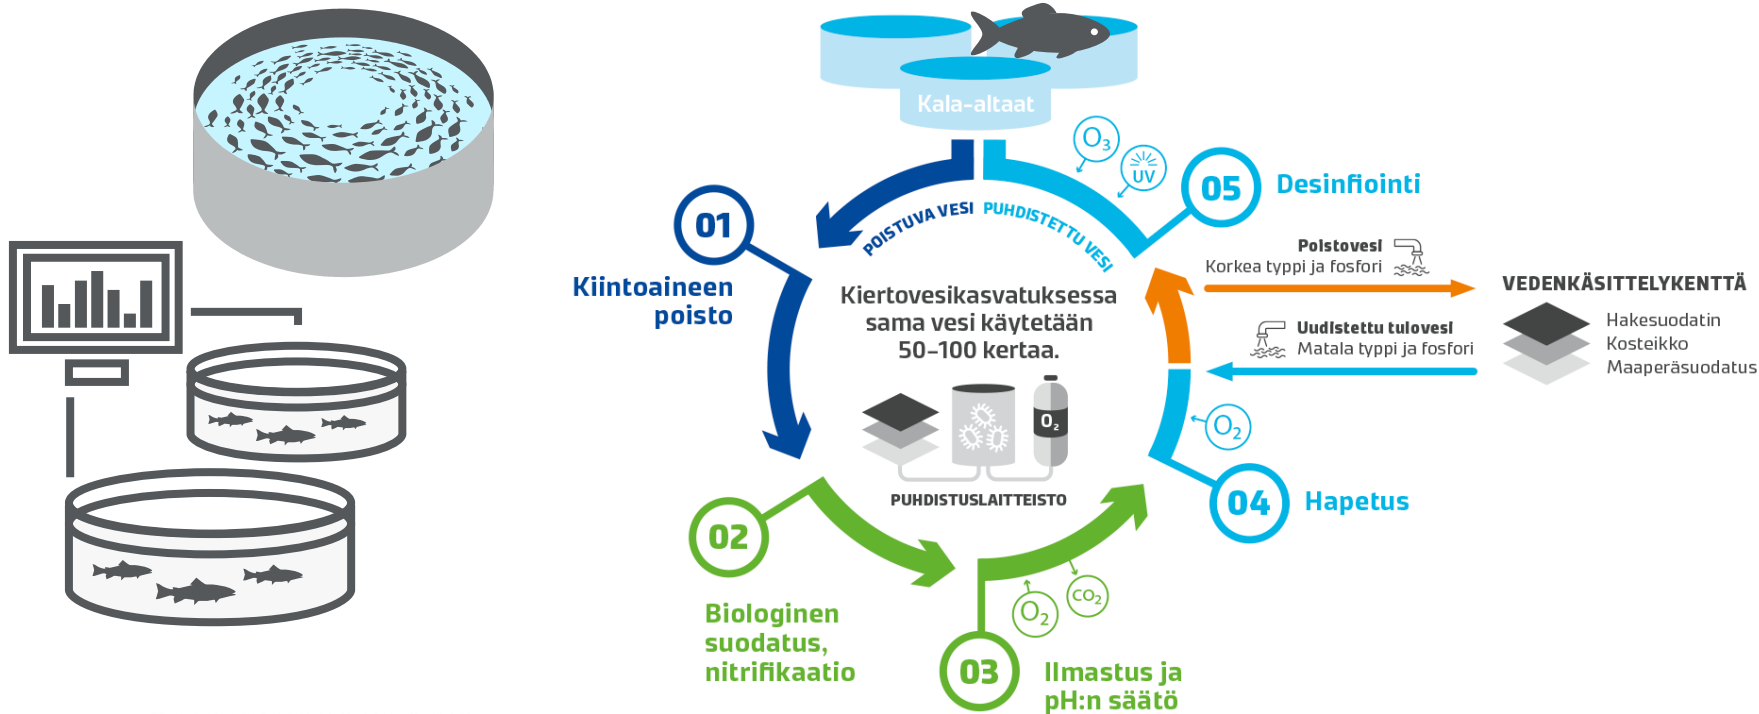 Kala-altaat
O3
UV
05
Desinfiointi
POISTUVA VESI
PUHDISTETTU VESI
01
Kiintoaineen
poisto
Kiertovesikasvatuksessa
sama vesi käytetään
50–100 kertaa.
O2
PUHDISTUSLAITTEISTO
Poistovesi
Korkea typpi ja fosfori
Uudistettu tulovesi
Matala typpi ja fosfori
VEDENKÄSITTELYKENTTÄ
Hakesuodatin
Kosteikko
Maaperäsuodatus
O2
04
Hapetus
02
Biologinen
suodatus,
nitrifikaatio
O2
CO2
03
Ilmastus ja
pH:n säätö